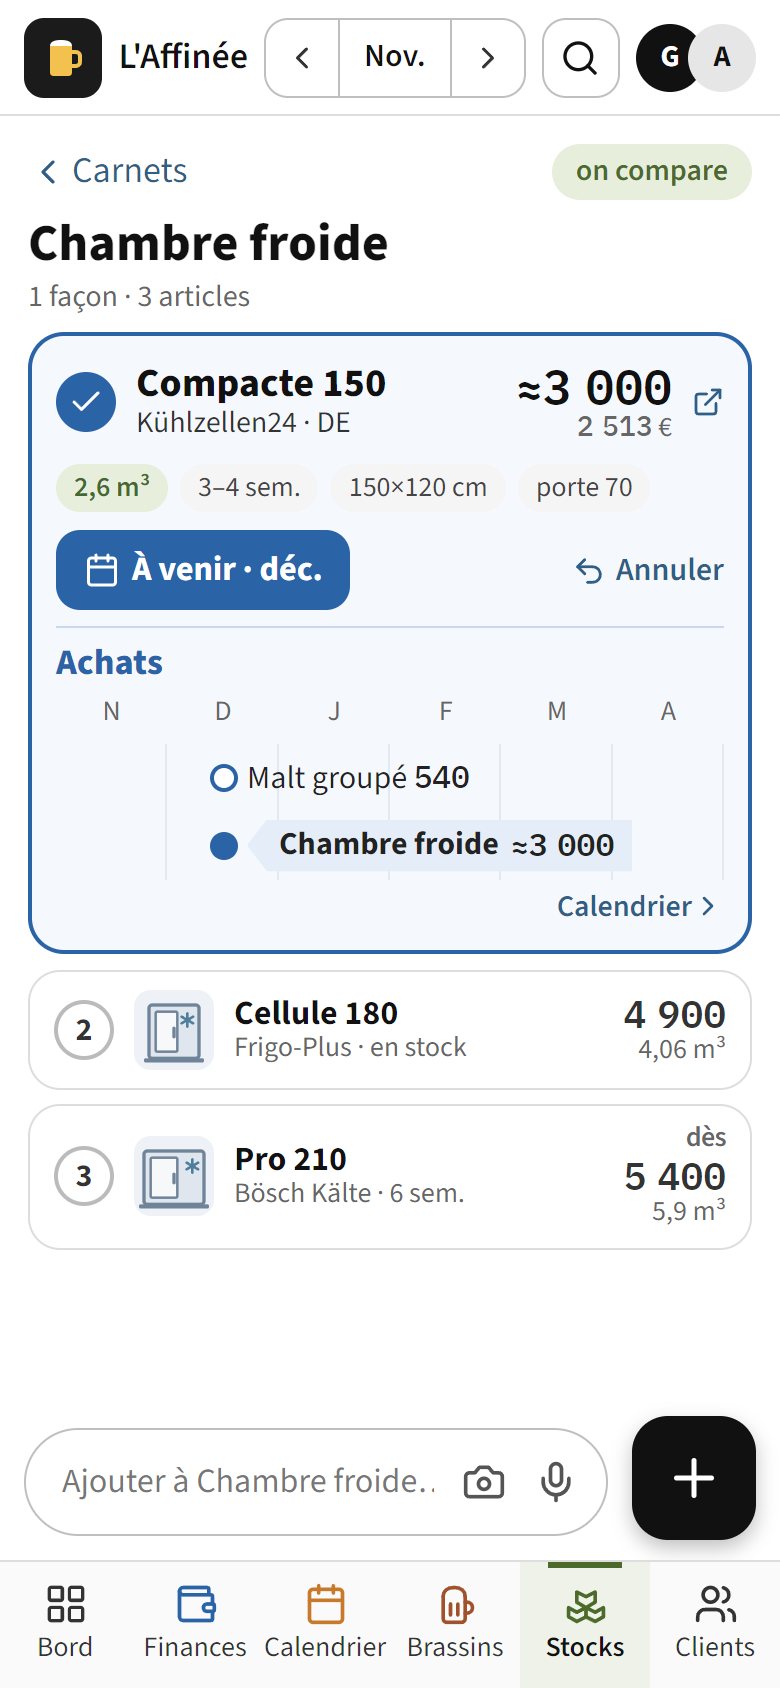 L'Affinée
Nov.
G
A
Carnets
on compare
Chambre froide
1 façon · 3 articles
Compacte 150
≈3 000
Kühlzellen24 · DE
2 513 €
2,6 m³
3–4 sem.
150×120 cm
porte 70
À venir · déc.
Annuler
Achats
N D J F M A
Malt groupé 540
Chambre froide ≈3 000
Calendrier
2
Cellule 180
4 900
Frigo-Plus · en stock
4,06 m³
3
Pro 210
dès
5 400
Bösch Kälte · 6 sem.
5,9 m³
Ajouter à Chambre froide..
Bord
Finances
Calendrier
Brassins
Stocks
Clients